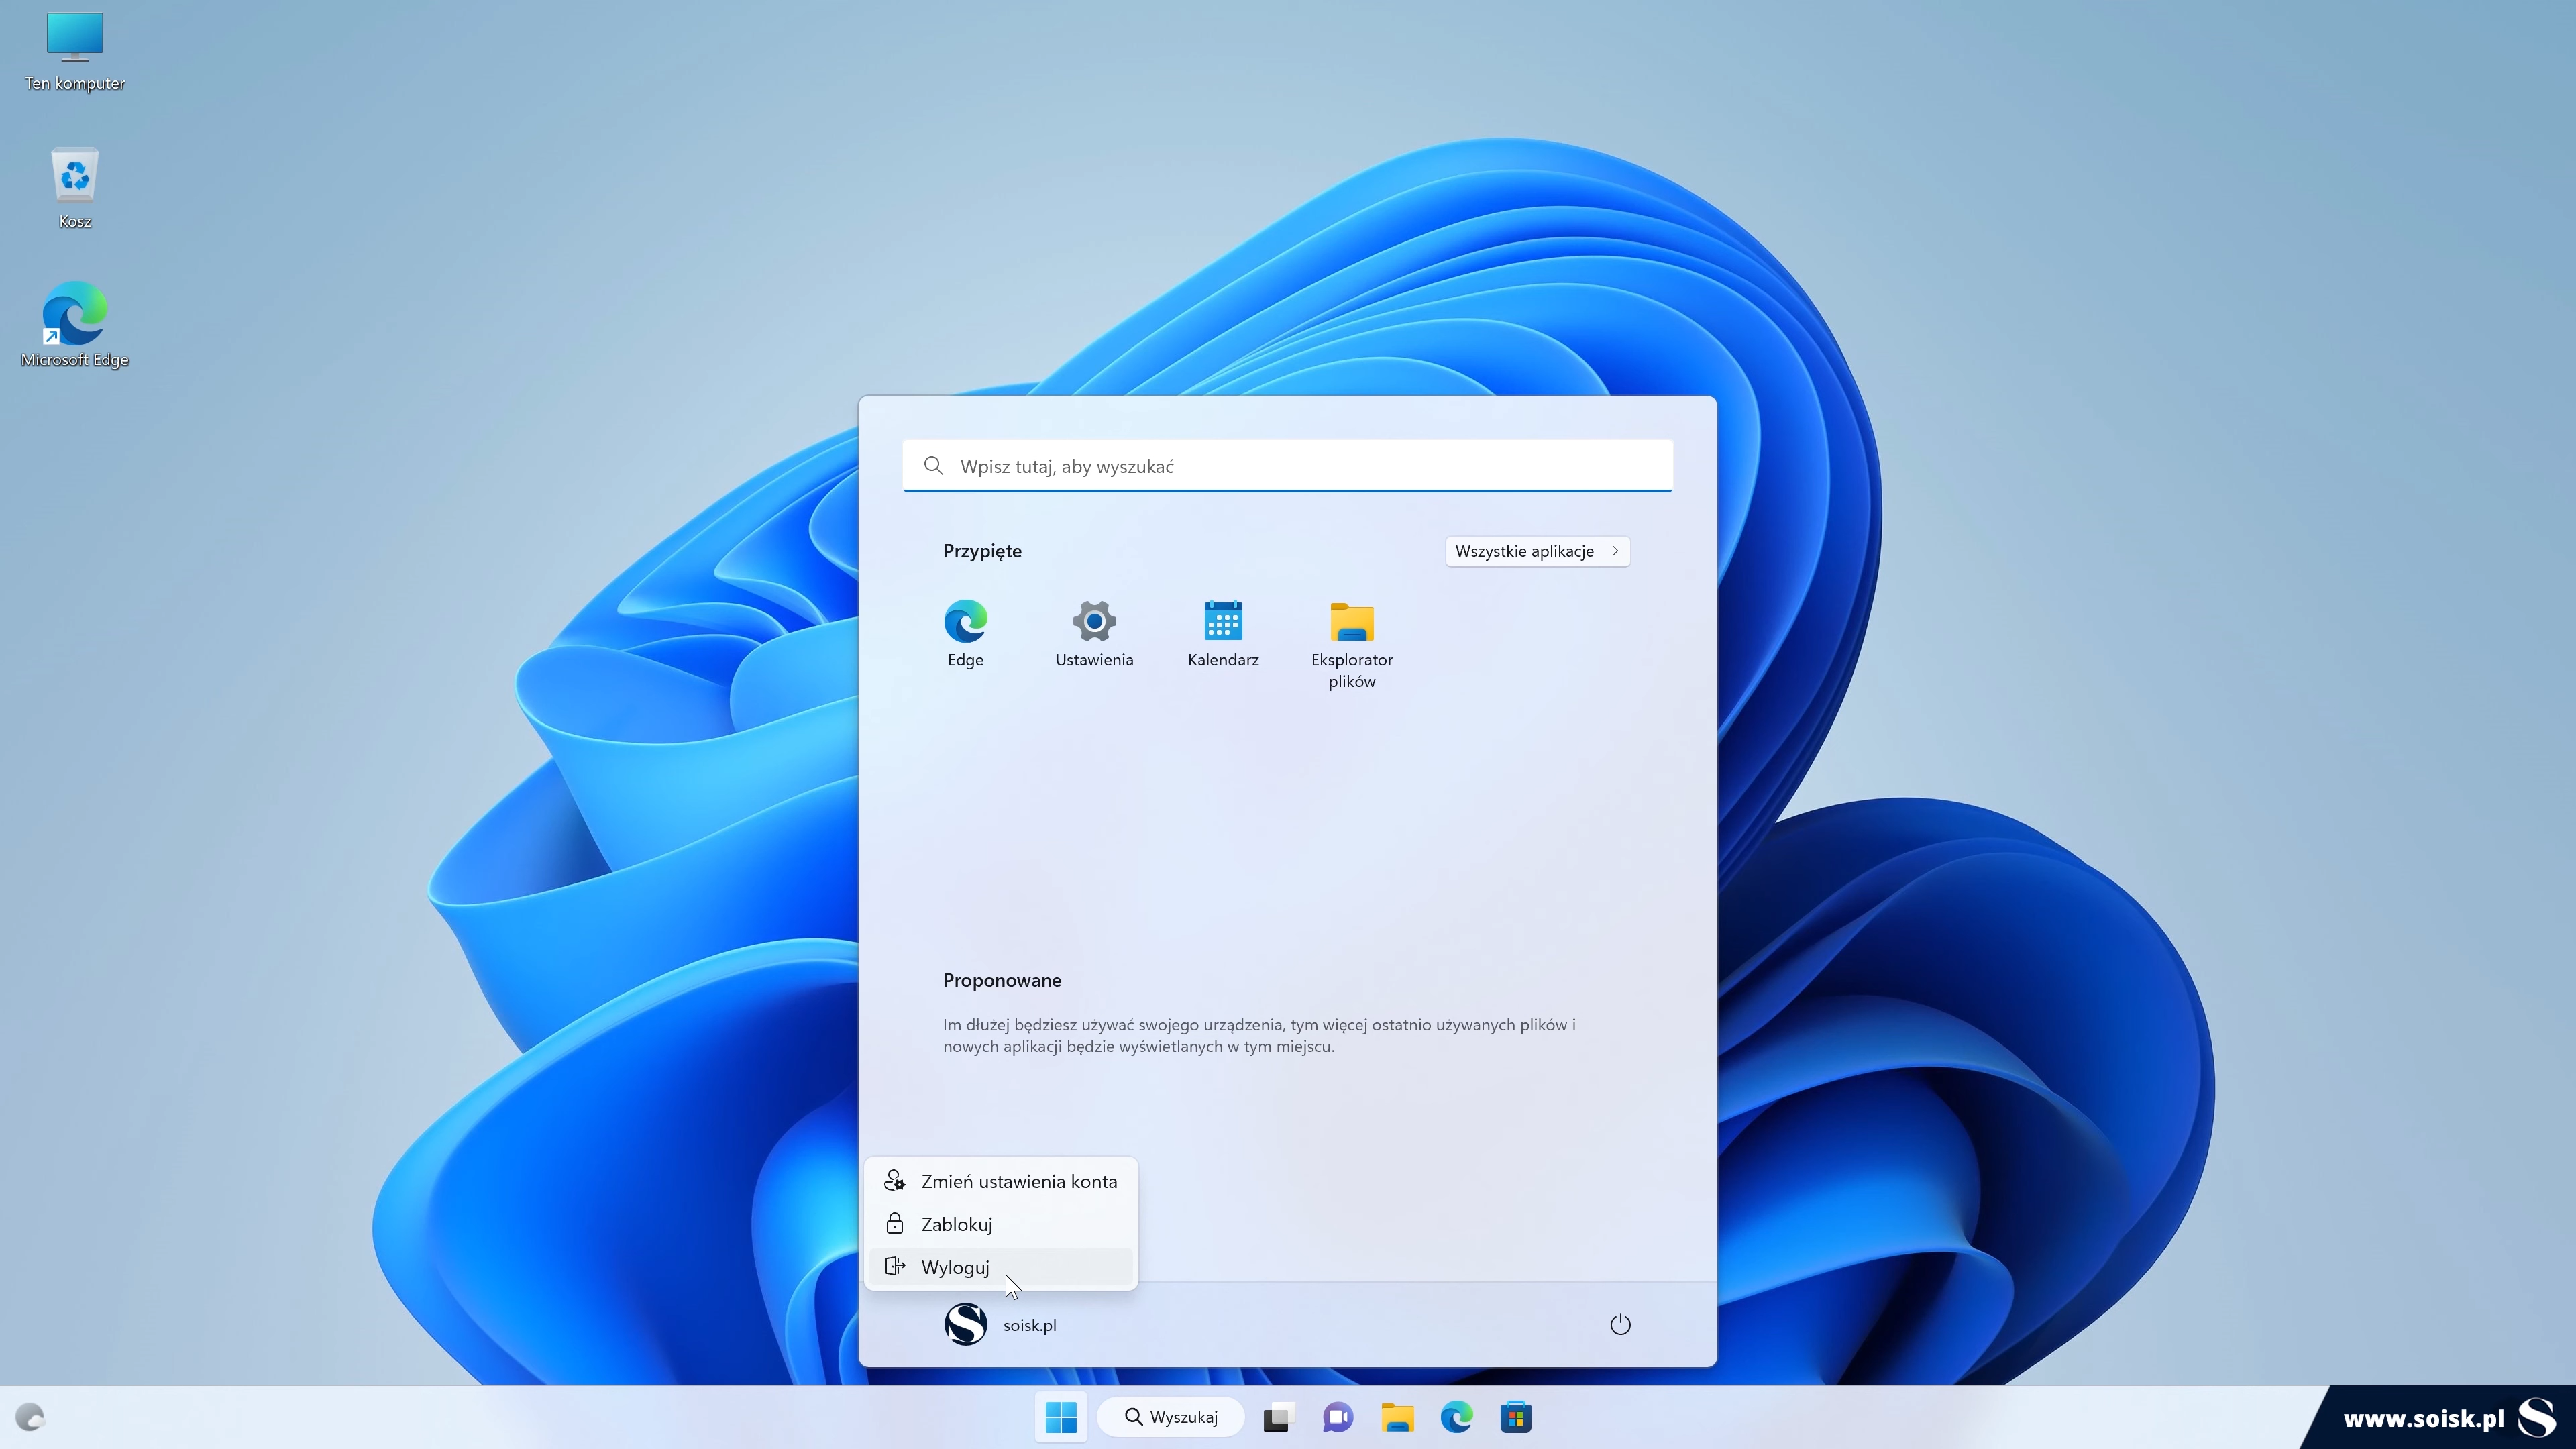 Ten komputer
Kosz
Microsoft Edge
Wpisz tutaj, aby wyszukać
Przypięte
Wszystkie aplikacje
Edge
Ustawienia
Kalendarz
Eksplorator
plików
Proponowane
Im dłużej będziesz używać swojego urządzenia, tym więcej ostatnio używanych plików i
nowych aplikacji będzie wyświetlanych w tym miejscu.
Zmień ustawienia konta
Zablokuj
Wyloguj
soisk.pl
Wyszukaj
www.soisk.pl